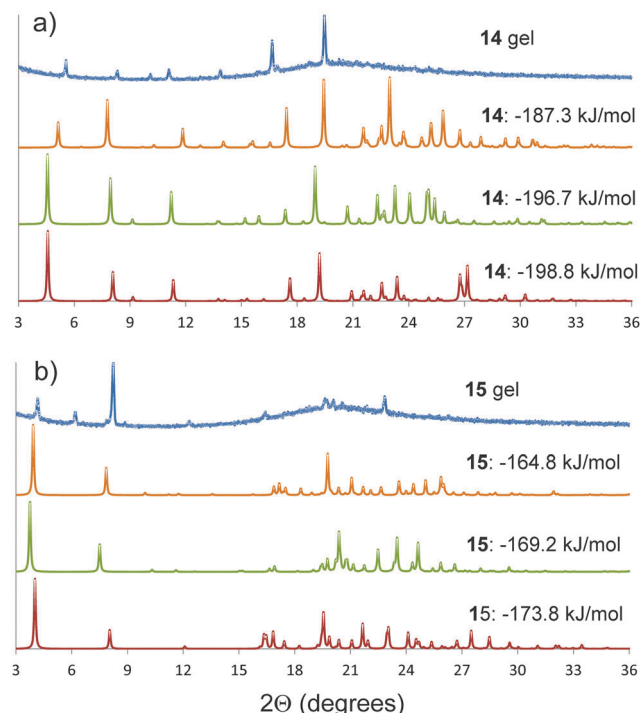 a)
14 gel
14: -187.3 kJ/mol
14: -196.7 kJ/mol
14: -198.8 kJ/mol
3 6 9 12 15 18 21 24 27 30 33 36
b)
15 gel
15: -164.8 kJ/mol
15: -169.2 kJ/mol
15: -173.8 kJ/mol
3 6 9 12 15 18 21 24 27 30 33 36
2Θ (degrees)